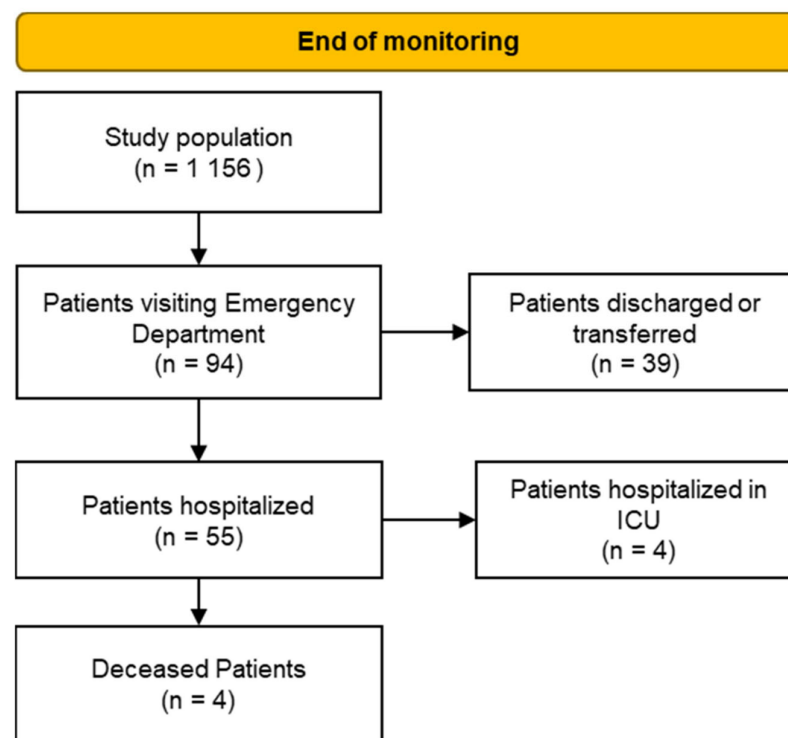 End of monitoring
Study population
(n = 1 156 )
Patients visiting Emergency
Department
(n = 94)
Patients discharged or
transferred
(n = 39)
Patients hospitalized
(n = 55)
Patients hospitalized in
ICU
(n = 4)
Deceased Patients
(n = 4)